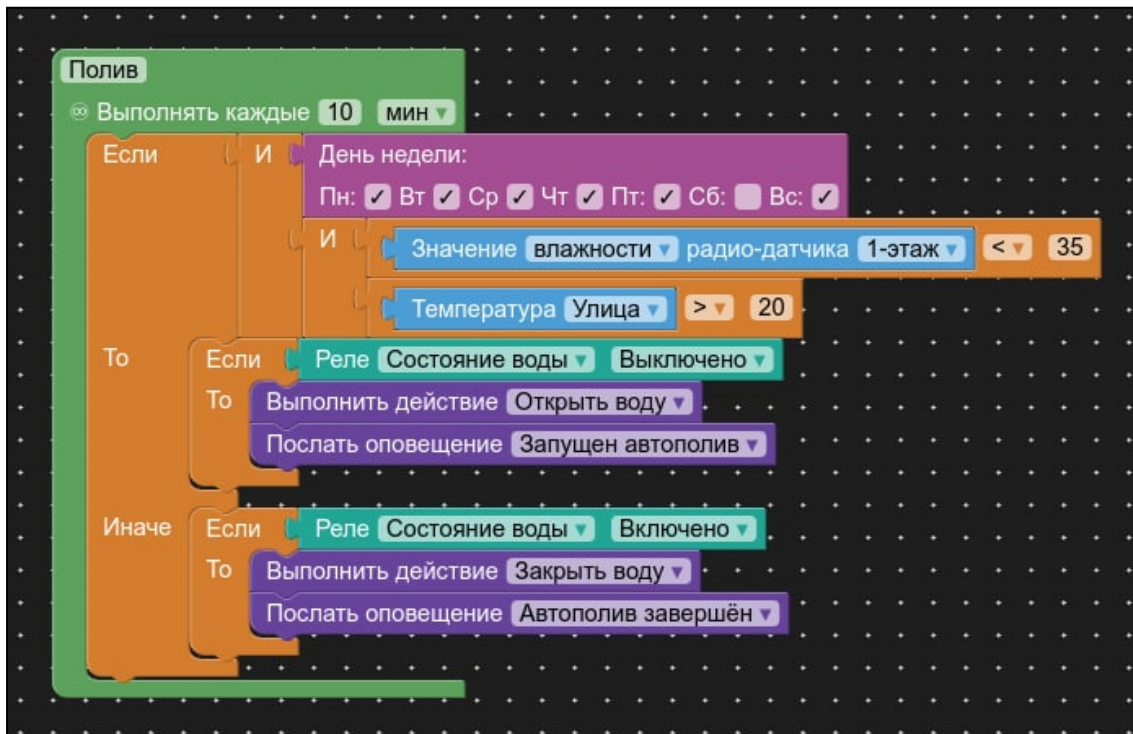 Полив
Выполнять каждые 10 мин
Если И День недели:
Пн: Вт Ср Чт Пт: Сб: Вс:
И Значение влажности радио-датчика 1-этаж < 35
Температура Улица > 20
То Если Реле Состояние воды Выключено
То Выполнить действие Открыть воду
Послать оповещение Запущен автополив
Иначе Если Реле Состояние воды Включено
То Выполнить действие Закрыть воду
Послать оповещение Автополив завершён